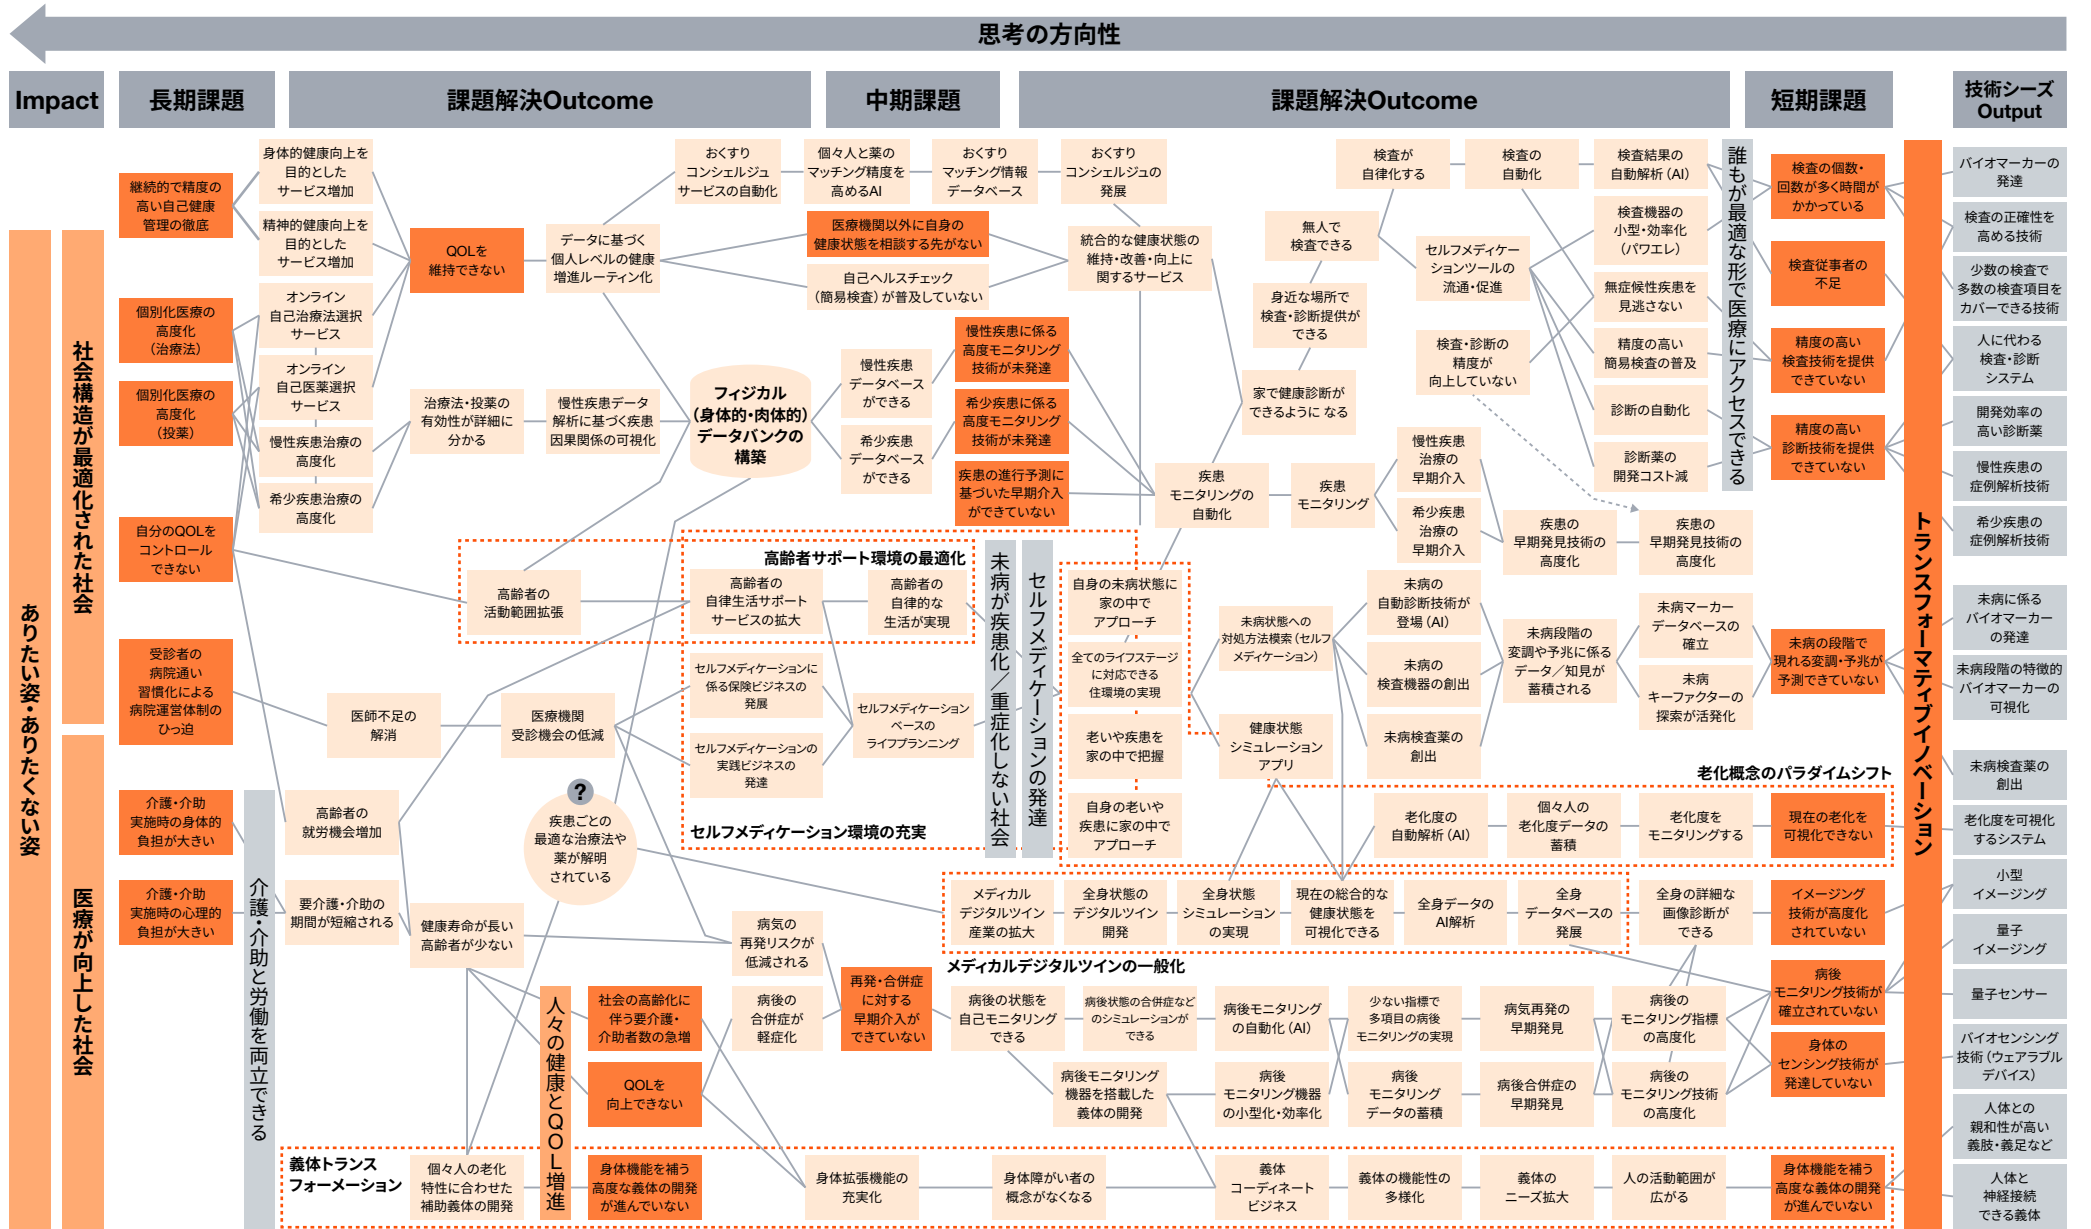 思考の方向性
Impact
長期課題
課題解決Outcome
中期課題
課題解決Outcome
短期課題
技術シーズ
Output
ありたい姿・ありたくない姿
社会構造が最適化された社会
医療が向上した社会
継続的で精度の
高い自己健康
管理の徹底
個別化医療の
高度化
（治療法）
個別化医療の
高度化
（投薬）
自分のQOLを
コントロール
できない
受診者の
病院通い
習慣化による
病院運営体制の
ひっ迫
介護・介助
実施時の身体的
負担が大きい
介護・介助
実施時の心理的
負担が大きい
介護・介助と労働を両立できる
身体的健康向上を
目的とした
サービス増加
精神的健康向上を
目的とした
サービス増加
オンライン
自己治療法選択
サービス
オンライン
自己医薬選択
サービス
慢性疾患治療の
高度化
希少疾患治療の
高度化
QOLを
維持できない
治療法・投薬の
有効性が詳細に
分かる
データに基づく
個人レベルの健康
増進ルーティン化
慢性疾患データ
解析に基づく疾患
因果関係の可視化
おくすり
コンシェルジュ
サービスの自動化
個々人と薬の
マッチング精度を
高めるAI
おくすり
マッチング情報
データベース
おくすり
コンシェルジュの
発展
医療機関以外に自身の
健康状態を相談する先がない
自己ヘルスチェック
（簡易検査）が普及していない
統合的な健康状態の
維持・改善・向上に
関するサービス
フィジカル
（身体的・肉体的）
データバンクの
構築
慢性疾患
データベース
ができる
希少疾患
データベース
ができる
慢性疾患に係る
高度モニタリング
技術が未発達
希少疾患に係る
高度モニタリング
技術が未発達
疾患の進行予測に
基づいた早期介入
ができていない
検査が
自律化する
検査の
自動化
検査結果の
自動解析（AI）
無人で
検査できる
身近な場所で
検査・診断提供が
できる
家で健康診断が
できるように なる
セルフメディケー
ションツールの
流通・促進
検査・診断の
精度が
向上していない
検査機器の
小型・効率化
（パワエレ）
無症候性疾患を
見逃さない
精度の高い
簡易検査の普及
診断の自動化
診断薬の
開発コスト減
誰もが最適な形で医療にアクセスできる
疾患
モニタリングの
自動化
疾患
モニタリング
慢性疾患
治療の
早期介入
希少疾患
治療の
早期介入
疾患の
早期発見技術の
高度化
疾患の
早期発見技術の
高度化
検査の個数・
回数が多く時間が
かかっている
検査従事者の
不足
精度の高い
検査技術を提供
できていない
精度の高い
診断技術を提供
できていない
トランスフォーマティブイノベーション
バイオマーカーの
発達
検査の正確性を
高める技術
少数の検査で
多数の検査項目を
カバーできる技術
人に代わる
検査・診断
システム
開発効率の
高い診断薬
慢性疾患の
症例解析技術
希少疾患の
症例解析技術
未病に係る
バイオマーカー
の発達
未病段階の特徴的
バイオマーカーの
可視化
未病検査薬の
創出
老化度を可視化
するシステム
小型
イメージング
量子
イメージング
量子センサー
バイオセンシング
技術（ウェアラブル
デバイス）
人体との
親和性が高い
義肢・義足など
人体と
神経接続
できる義体
高齢者サポート環境の最適化
高齢者の
活動範囲拡張
高齢者の
自律生活サポート
サービスの拡大
高齢者の
自律的な
生活が実現
医師不足の
解消
医療機関
受診機会の低減
セルフメディケーションに
係る保険ビジネスの
発展
セルフメディケーションの
実践ビジネスの
発達
セルフメディケーション
ベースの
ライフプランニング
セルフメディケーション環境の充実
未病が疾患化／重症化しない社会
セルフメディケーションの発達
自身の未病状態に
家の中で
アプローチ
全てのライフステージ
に対応できる
住環境の実現
老いや疾患を
家の中で把握
自身の老いや
疾患に家の中で
アプローチ
未病状態への
対処方法模索（セルフ
メディケーション）
健康状態
シミュレーション
アプリ
未病の
自動診断技術が
登場（AI）
未病の
検査機器の創出
未病検査薬の
創出
未病段階の
変調や予兆に係る
データ／知見が
蓄積される
未病マーカー
データベースの
確立
未病
キーファクターの
探索が活発化
未病の段階で
現れる変調・予兆が
予測できていない
老化概念のパラダイムシフト
老化度の
自動解析（AI）
個々人の
老化度データの
蓄積
老化度を
モニタリングする
現在の老化を
可視化できない
高齢者の
就労機会増加
要介護・介助の
期間が短縮される
健康寿命が長い
高齢者が少ない
?
疾患ごとの
最適な治療法や
薬が解明
されている
メディカル
デジタルツイン
産業の拡大
全身状態の
デジタルツイン
開発
全身状態
シミュレーション
の実現
現在の総合的な
健康状態を
可視化できる
全身データの
AI解析
全身
データベースの
発展
全身の詳細な
画像診断が
できる
イメージング
技術が高度化
されていない
メディカルデジタルツインの一般化
病気の
再発リスクが
低減される
病後の
合併症が
軽症化
再発・合併症
に対する
早期介入が
できていない
人々の健康とQOL増進
社会の高齢化に
伴う要介護・
介助者数の急増
QOLを
向上できない
病後の状態を
自己モニタリング
できる
病後状態の合併症など
のシミュレーションが
できる
病後モニタリング
の自動化（AI）
少ない指標で
多項目の病後
モニタリングの実現
病気再発の
早期発見
病後の
モニタリング指標
の高度化
病後
モニタリング技術が
確立されていない
病後モニタリング
機器を搭載した
義体の開発
病後
モニタリング機器
の小型化・効率化
病後
モニタリング
データの蓄積
病後合併症の
早期発見
病後の
モニタリング技術
の高度化
身体の
センシング技術が
発達していない
義体トランス
フォーメーション
個々人の老化
特性に合わせた
補助義体の開発
身体機能を補う
高度な義体の開発
が進んでいない
身体拡張機能の
充実化
身体障がい者の
概念がなくなる
義体
コーディネート
ビジネス
義体の機能性の
多様化
義体の
ニーズ拡大
人の活動範囲が
広がる
身体機能を補う
高度な義体の開発
が進んでいない